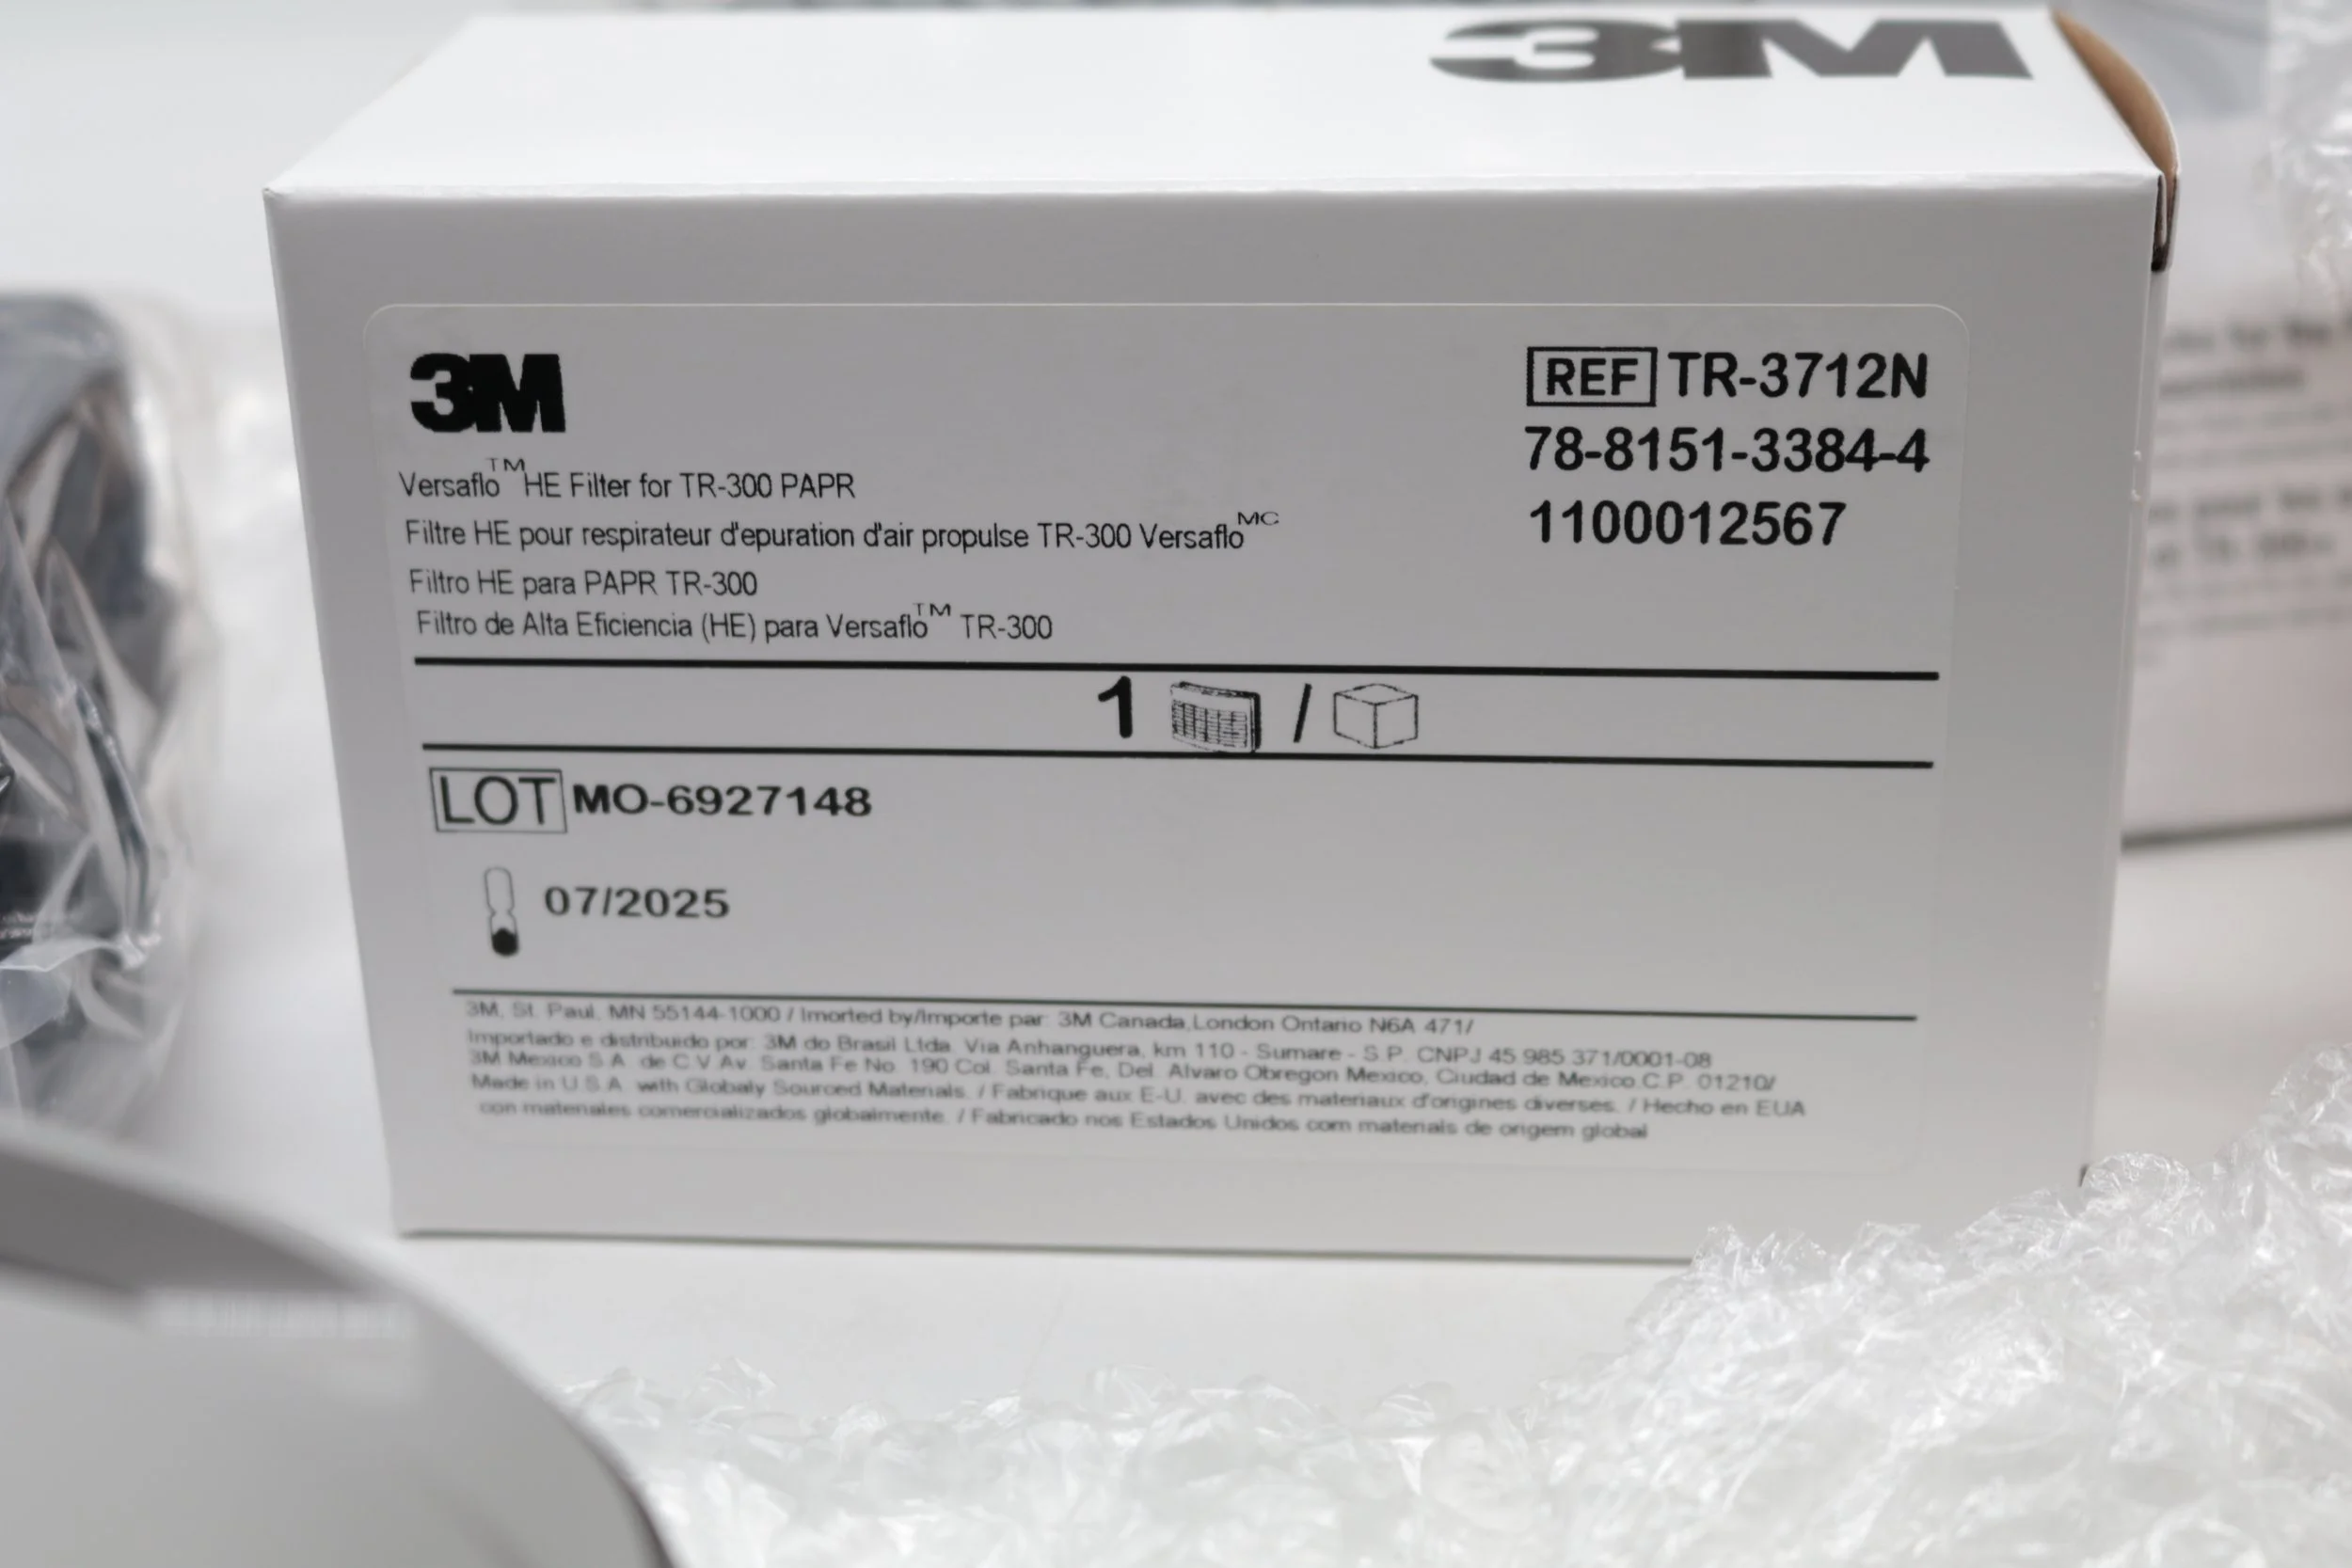 3M
3M
Versaflo™ HE Filter for TR-300 PAPR
Filtre HE pour respirateur d'epuration d'air propulse TR-300 Versaflo MC
Filtro HE para PAPR TR-300
Filtro de Alta Eficiencia (HE) para Versaflo™ TR-300
REF TR-3712N
78-8151-3384-4
1100012567
1 /
LOT MO-6927148
07/2025
3M, St. Paul, MN 55144-1000 / Imorted by/Importe par: 3M Canada,London Ontario N6A 471/
Importado e distribuido por: 3M do Brasil Ltda. Via Anhanguera, km 110 - Sumare - S.P. CNPJ 45.985.371/0001-08
3M Mexico S.A. de C.V Av. Santa Fe No. 190 Col. Santa Fe, Del. Alvaro Obregon Mexico, Ciudad de Mexico,C.P. 01210/
Made in U.S.A. with Globaly Sourced Materials. / Fabrique aux E-U. avec des materiaux d'origines diverses. / Hecho en EUA
con materiales comercializados globalmente. / Fabricado nos Estados Unidos com materials de origem global